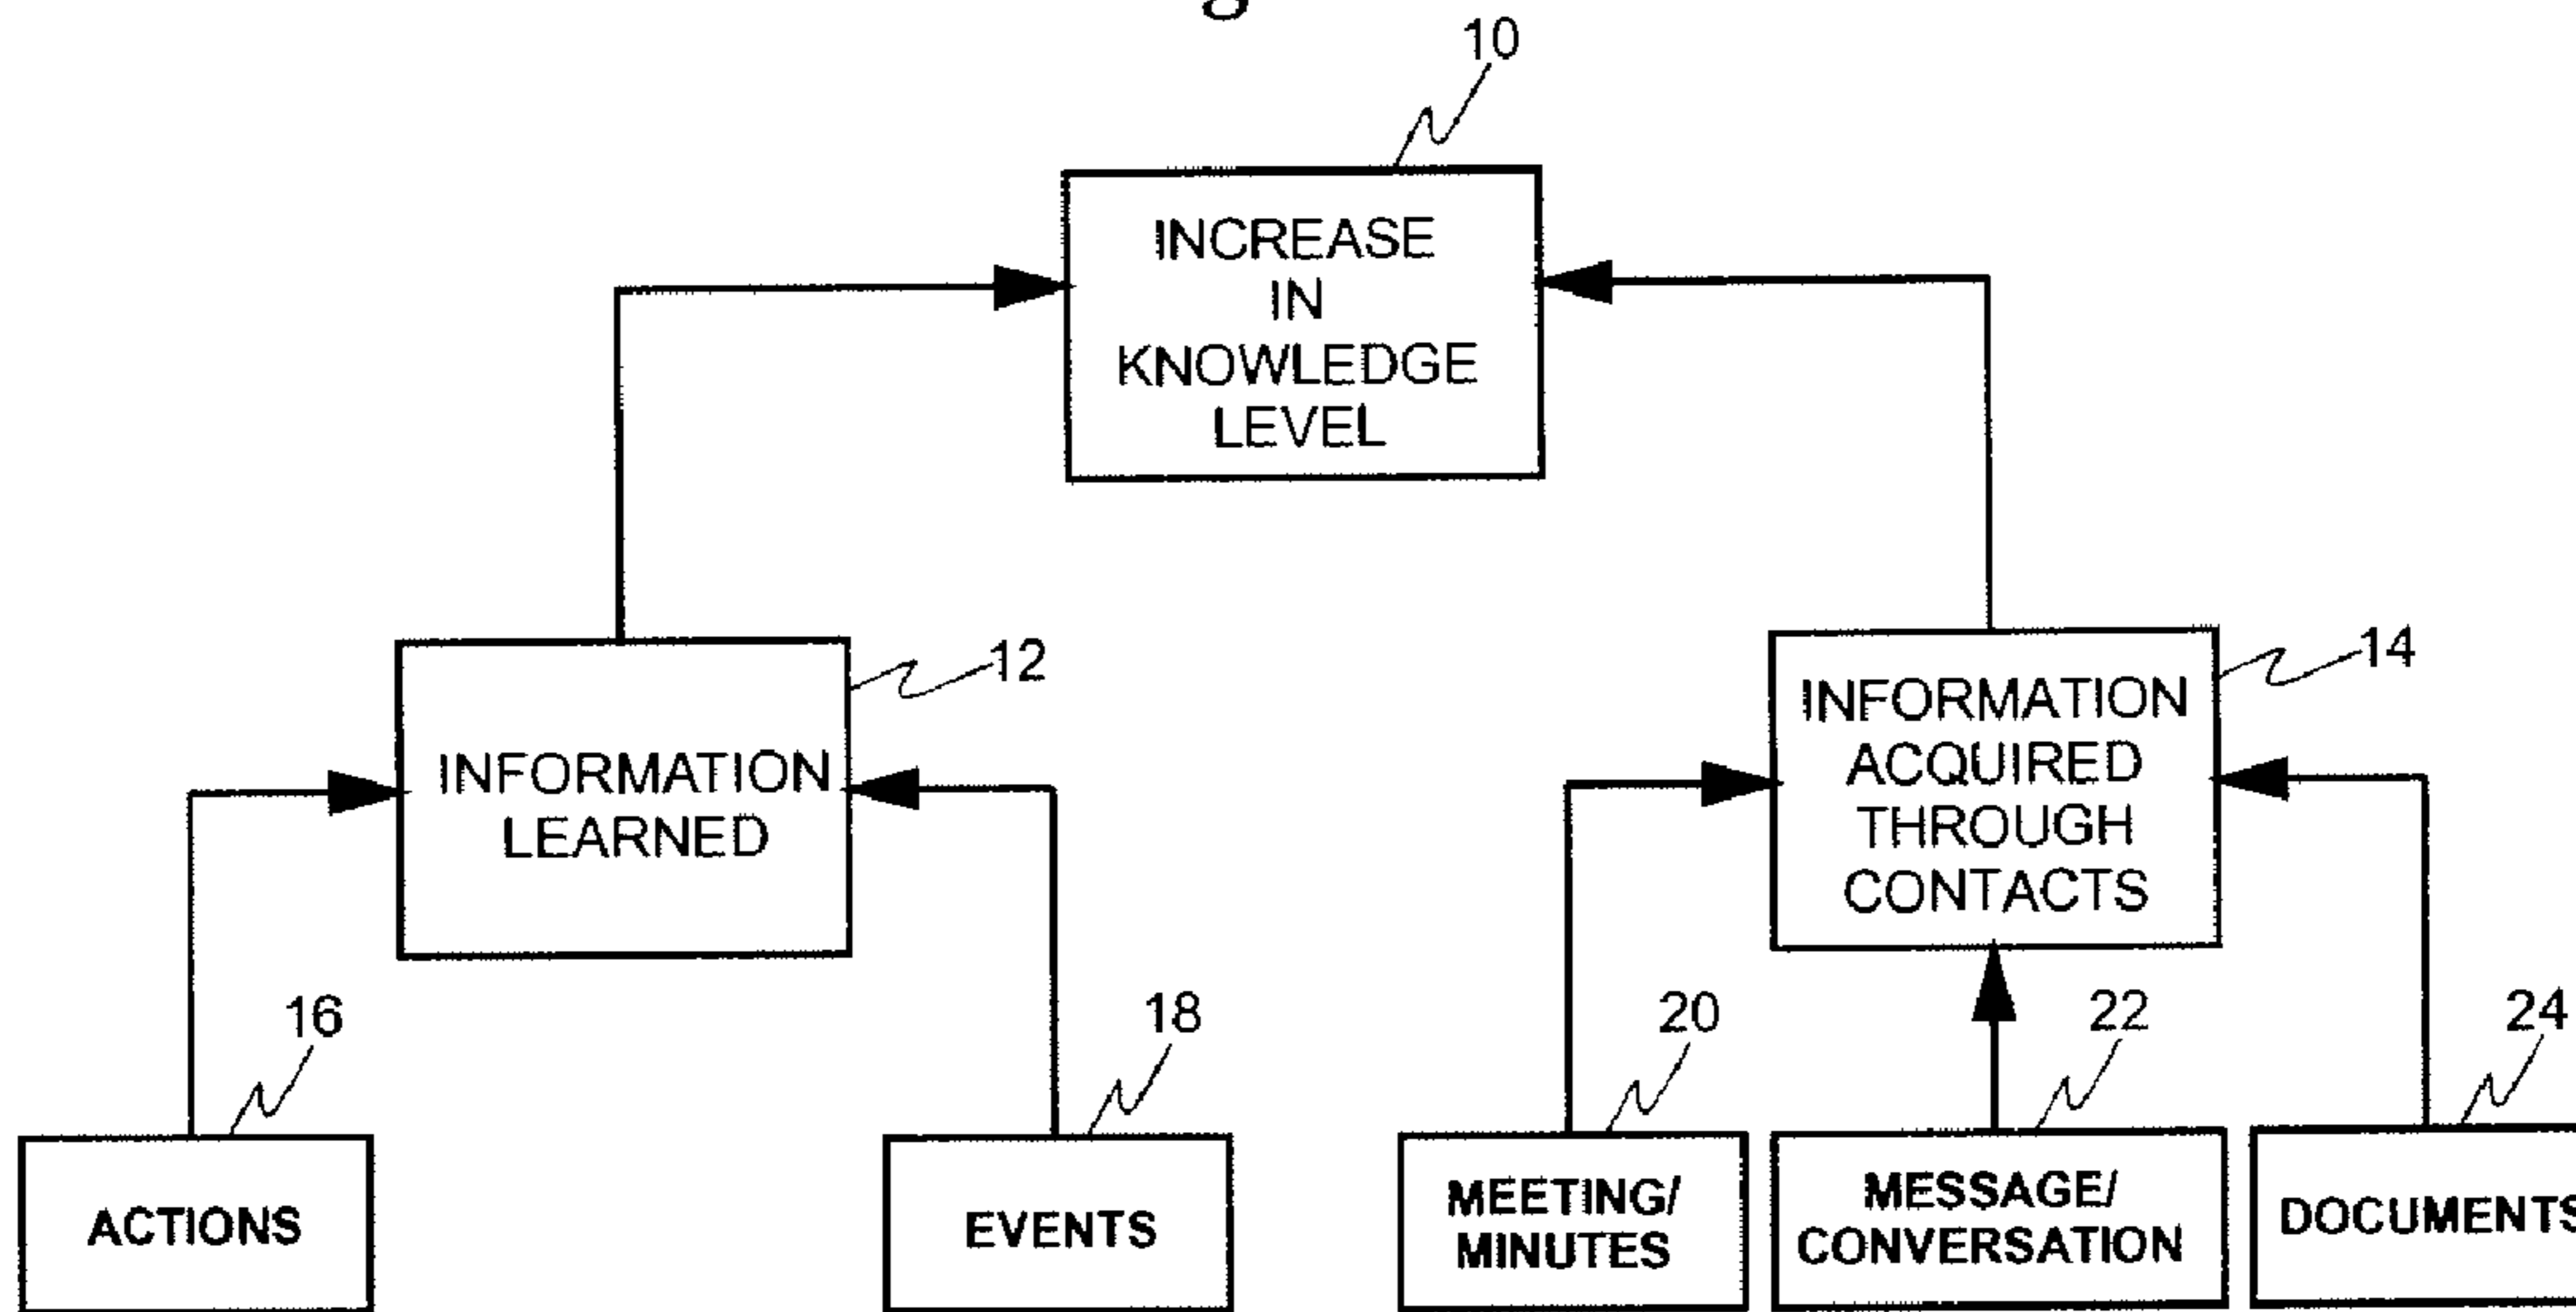 10
INCREASE
IN
KNOWLEDGE
LEVEL
12
INFORMATION
LEARNED
14
INFORMATION
ACQUIRED
THROUGH
CONTACTS
16
ACTIONS
18
EVENTS
20
MEETING/
MINUTES
22
MESSAGE/
CONVERSATION
24
DOCUMENTS